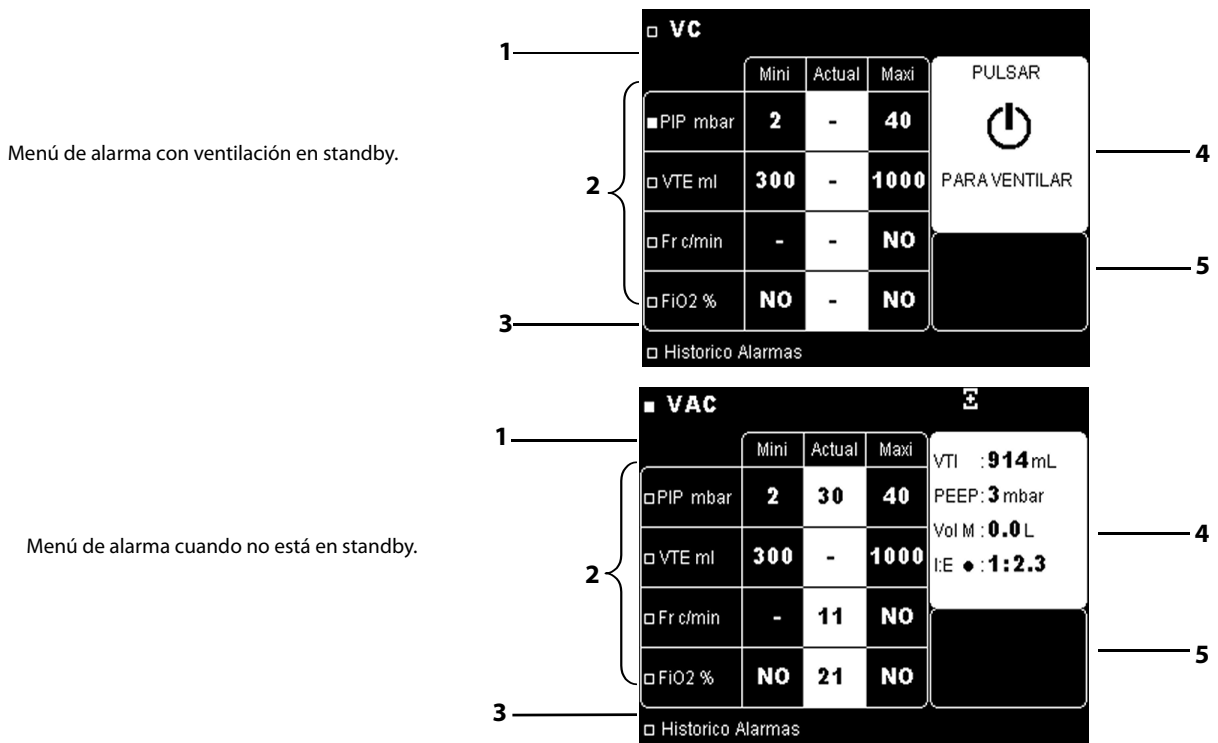 VC
1
Mini Actual Maxi
PULSAR
PIP mbar 2 - 40
Menú de alarma con ventilación en standby.
4
2
VTE ml 300 - 1000
PARA VENTILAR
Fr c/min - - NO
5
FiO2 % NO - NO
3
Historico Alarmas
VAC
1
Mini Actual Maxi
VTI : 914 mL
PIP mbar 2 30 40
PEEP: 3 mbar
Vol M : 0.0 L
4
Menú de alarma cuando no está en standby.
2
VTE ml 300 - 1000
I:E ● : 1:2.3
Fr c/min - 11 NO
5
FiO2 % NO 21 NO
3
Historico Alarmas